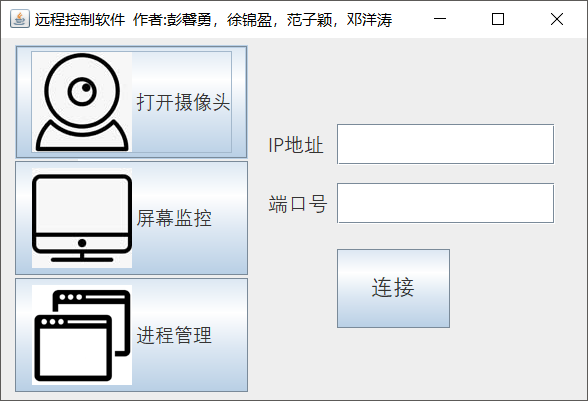 远程控制软件 作者:彭馨勇，徐锦盈，范子颖，邓洋涛
打开摄像头
屏幕监控
进程管理
IP地址
端口号
连接